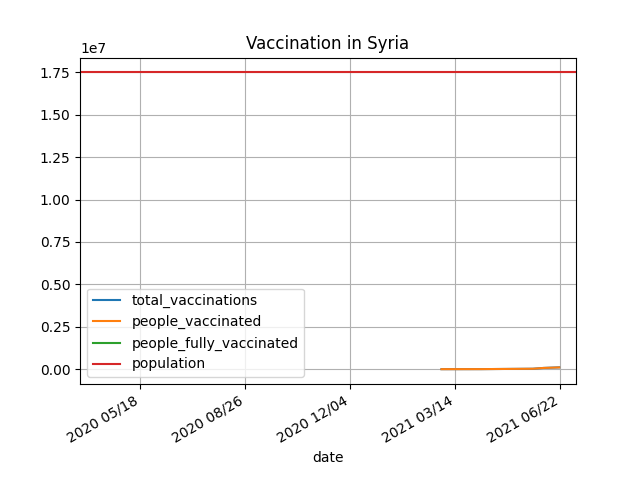 Vaccination in Syria
1e7
1.75
1.50
1.25
1.00
0.75
0.50
0.25
0.00
total_vaccinations
people_vaccinated
people_fully_vaccinated
population
2020 05/18
2020 08/26
2020 12/04
2021 03/14
2021 06/22
date